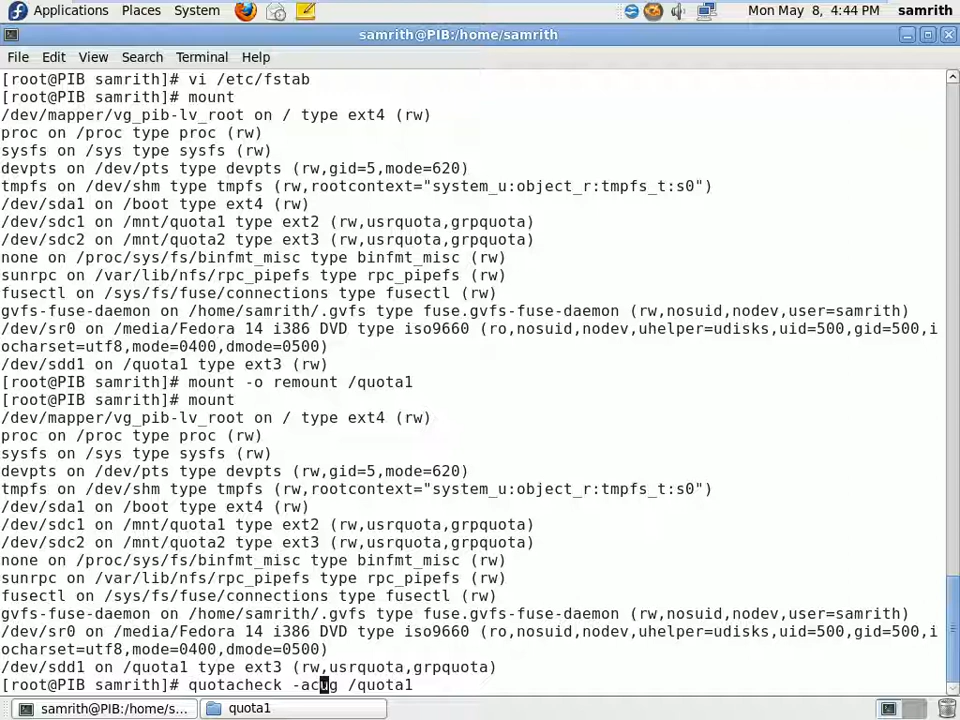 Applications Places System Mon May 8, 4:44 PM samrith
samrith@PIB:/home/samrith
File Edit View Search Terminal Help
[root@PIB samrith]# vi /etc/fstab
[root@PIB samrith]# mount
/dev/mapper/vg_pib-lv_root on / type ext4 (rw)
proc on /proc type proc (rw)
sysfs on /sys type sysfs (rw)
devpts on /dev/pts type devpts (rw,gid=5,mode=620)
tmpfs on /dev/shm type tmpfs (rw,rootcontext="system_u:object_r:tmpfs_t:s0")
/dev/sda1 on /boot type ext4 (rw)
/dev/sdc1 on /mnt/quota1 type ext2 (rw,usrquota,grpquota)
/dev/sdc2 on /mnt/quota2 type ext3 (rw,usrquota,grpquota)
none on /proc/sys/fs/binfmt_misc type binfmt_misc (rw)
sunrpc on /var/lib/nfs/rpc_pipefs type rpc_pipefs (rw)
fusectl on /sys/fs/fuse/connections type fusectl (rw)
gvfs-fuse-daemon on /home/samrith/.gvfs type fuse.gvfs-fuse-daemon (rw,nosuid,nodev,user=samrith)
/dev/sr0 on /media/Fedora 14 i386 DVD type iso9660 (ro,nosuid,nodev,uhelper=udisks,uid=500,gid=500,i
ocharset=utf8,mode=0400,dmode=0500)
/dev/sdd1 on /quota1 type ext3 (rw)
[root@PIB samrith]# mount -o remount /quota1
[root@PIB samrith]# mount
/dev/mapper/vg_pib-lv_root on / type ext4 (rw)
proc on /proc type proc (rw)
sysfs on /sys type sysfs (rw)
devpts on /dev/pts type devpts (rw,gid=5,mode=620)
tmpfs on /dev/shm type tmpfs (rw,rootcontext="system_u:object_r:tmpfs_t:s0")
/dev/sda1 on /boot type ext4 (rw)
/dev/sdc1 on /mnt/quota1 type ext2 (rw,usrquota,grpquota)
/dev/sdc2 on /mnt/quota2 type ext3 (rw,usrquota,grpquota)
none on /proc/sys/fs/binfmt_misc type binfmt_misc (rw)
sunrpc on /var/lib/nfs/rpc_pipefs type rpc_pipefs (rw)
fusectl on /sys/fs/fuse/connections type fusectl (rw)
gvfs-fuse-daemon on /home/samrith/.gvfs type fuse.gvfs-fuse-daemon (rw,nosuid,nodev,user=samrith)
/dev/sr0 on /media/Fedora 14 i386 DVD type iso9660 (ro,nosuid,nodev,uhelper=udisks,uid=500,gid=500,i
ocharset=utf8,mode=0400,dmode=0500)
/dev/sdd1 on /quota1 type ext3 (rw,usrquota,grpquota)
[root@PIB samrith]# quotacheck -acug /quota1
samrith@PIB:/home/s... quota1